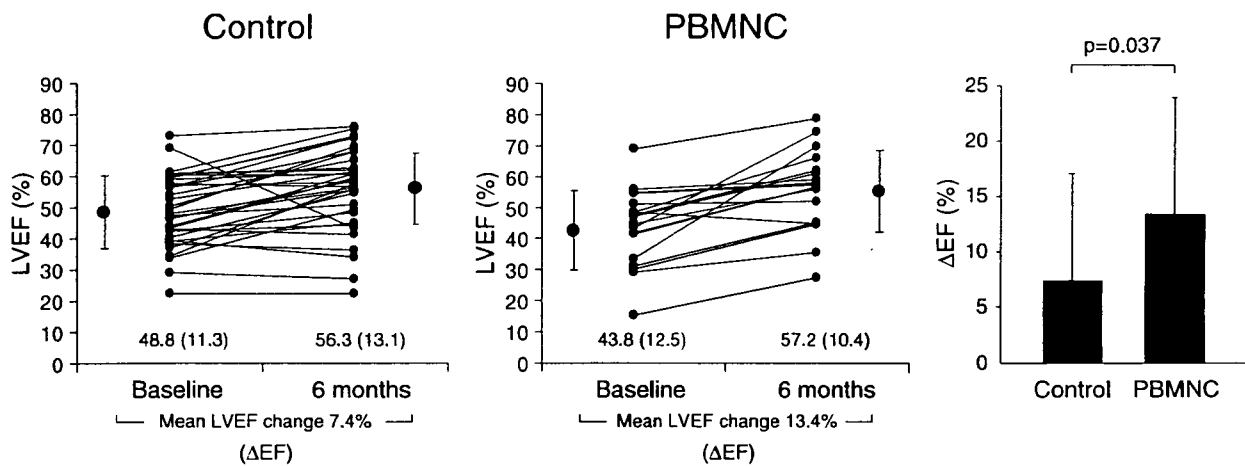 Control
LVEF (%)
90
80
70
60
50
40
30
20
10
0
48.8 (11.3)
56.3 (13.1)
Baseline
6 months
Mean LVEF change 7.4%
(ΔEF)
PBMNC
LVEF (%)
90
80
70
60
50
40
30
20
10
0
43.8 (12.5)
57.2 (10.4)
Baseline
6 months
Mean LVEF change 13.4%
(ΔEF)
p=0.037
ΔEF (%)
25
20
15
10
5
0
Control
PBMNC